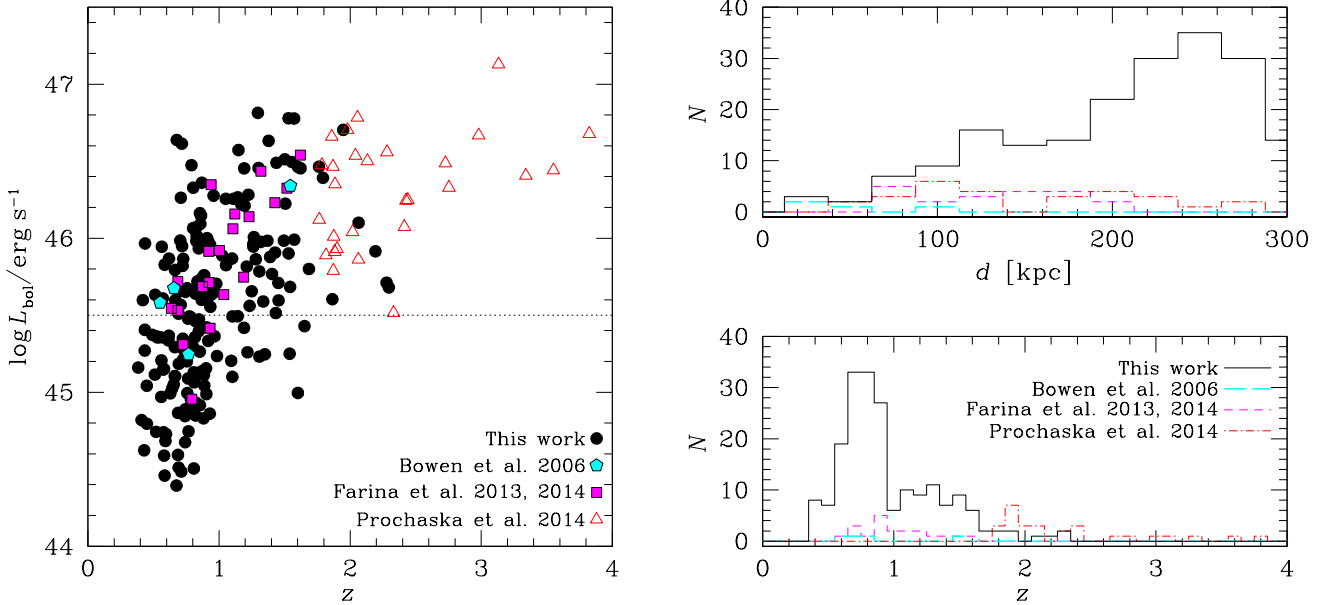 47
46
45
44
log L_bol/erg s⁻¹
0 1 2 3 4
z
This work
Bowen et al. 2006
Farina et al. 2013, 2014
Prochaska et al. 2014
40
30
20
10
0
N
0 100 200 300
d [kpc]
40
30
20
10
0
N
This work
Bowen et al. 2006
Farina et al. 2013, 2014
Prochaska et al. 2014
0 1 2 3 4
z